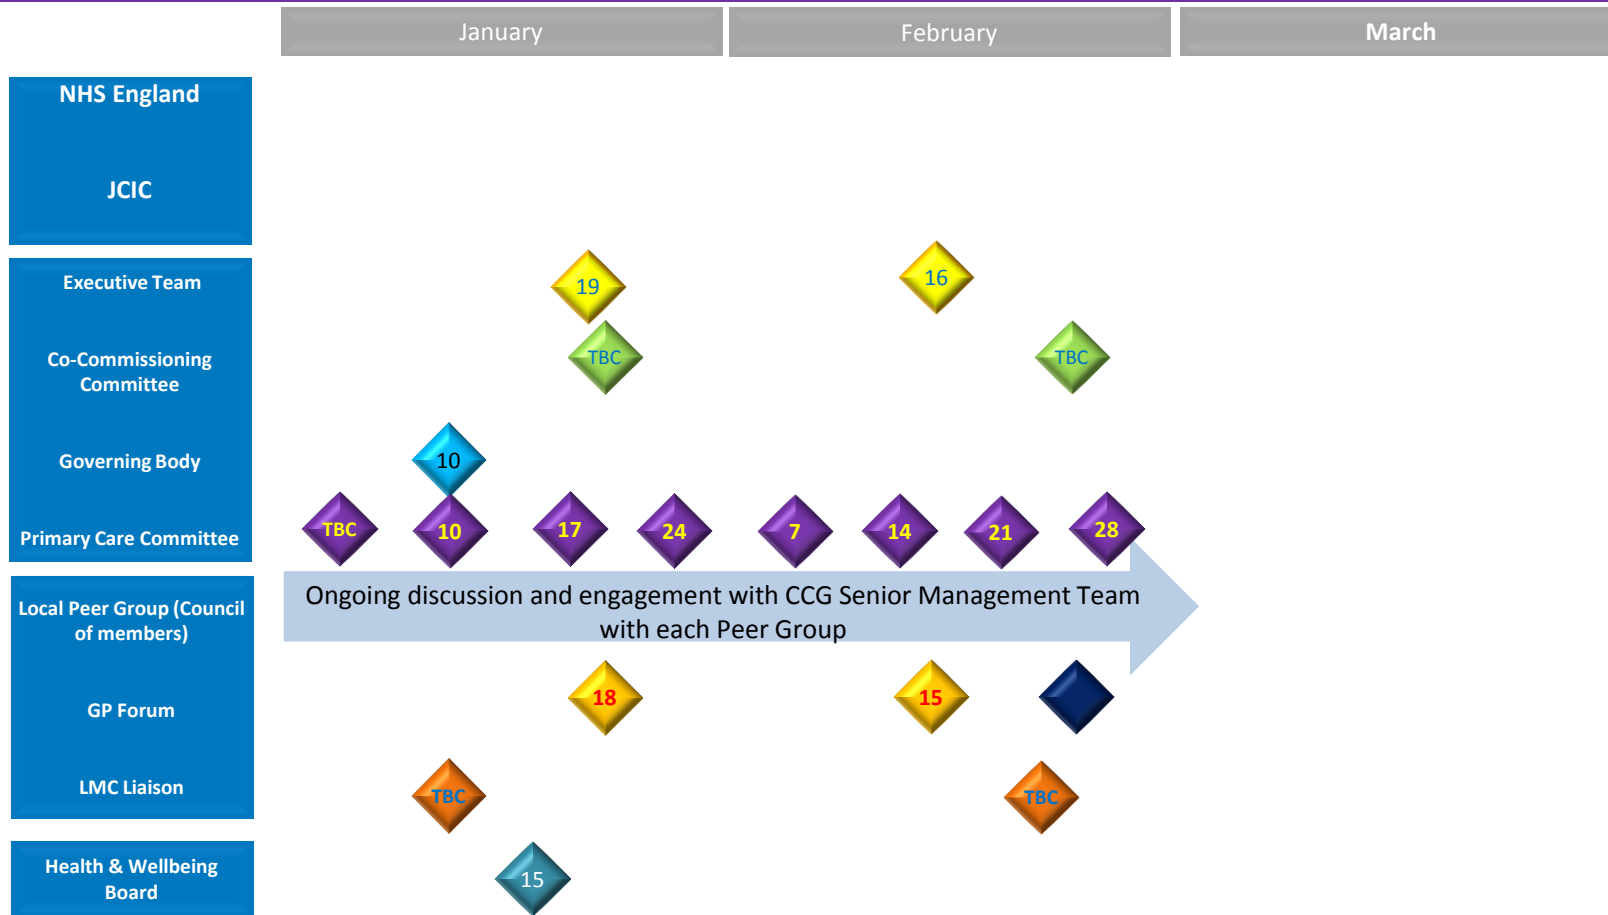 January
February
March
NHS England
JCIC
Executive Team
19
16
Co-Commissioning
Committee
TBC
TBC
Governing Body
10
Primary Care Committee
TBC
10
17
24
7
14
21
28
Local Peer Group (Council
of members)
Ongoing discussion and engagement with CCG Senior Management Team
with each Peer Group
GP Forum
18
15
LMC Liaison
TBC
TBC
Health & Wellbeing
Board
15